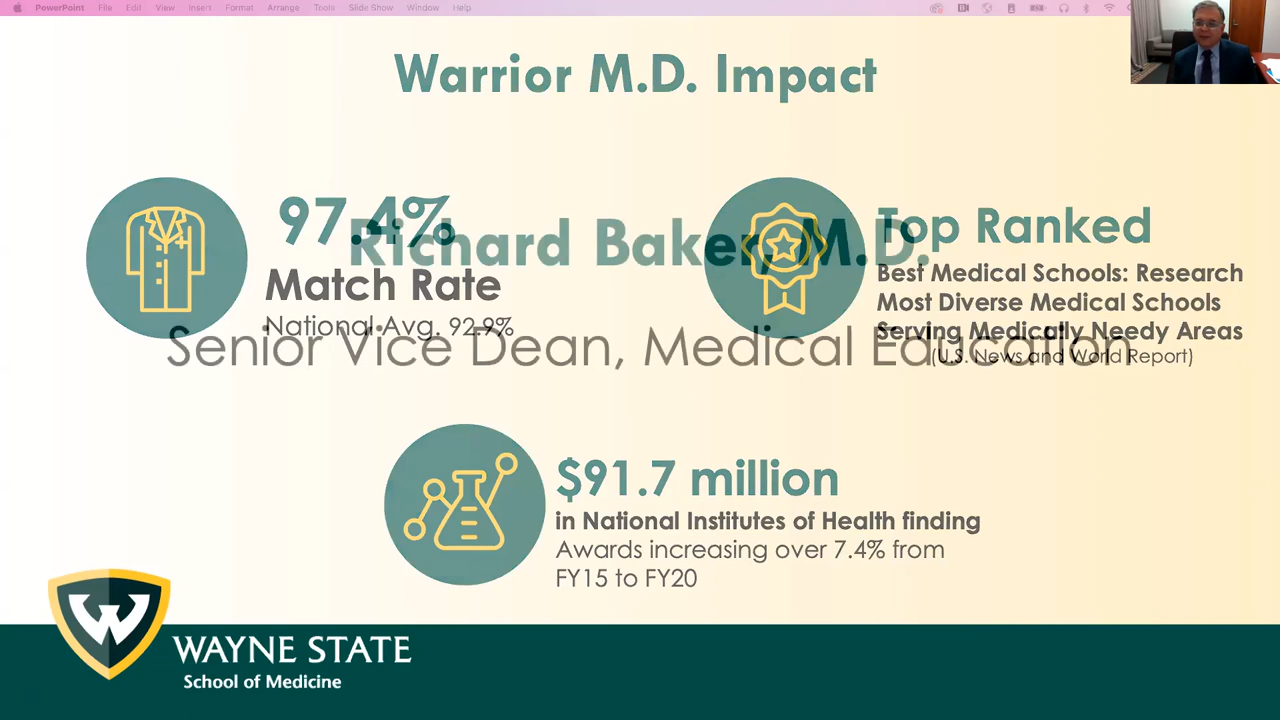 PowerPoint File Edit View Insert Format Arrange Tools Slide Show Window Help
Warrior M.D. Impact
97.4%
Match Rate
National Avg. 92.9%
Top Ranked
Best Medical Schools: Research
Most Diverse Medical Schools
Serving Medically Needy Areas
(U.S. News and World Report)
Richard Baker, M.D.
Senior Vice Dean, Medical Education
$91.7 million
in National Institutes of Health finding
Awards increasing over 7.4% from
FY15 to FY20
W
WAYNE STATE
School of Medicine